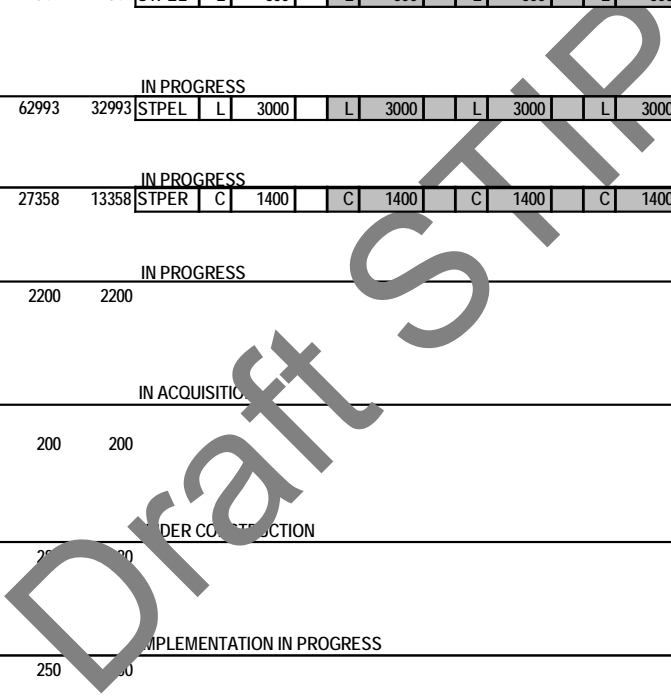 IN PROGRESS
62993 32993 STPEL L 3000 L 3000 L 3000 L 3000
IN PROGRESS
27358 13358 STPER C 1400 C 1400 C 1400 C 1400
IN PROGRESS
2200 2200
IN ACQUISITION
200 200
UNDER CONSTRUCTION
IMPLEMENTATION IN PROGRESS
250
Draft STIP